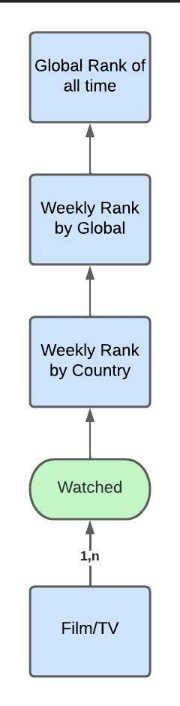 Global Rank of
all time
Weekly Rank
by Global
Weekly Rank
by Country
Watched
1,n
Film/TV